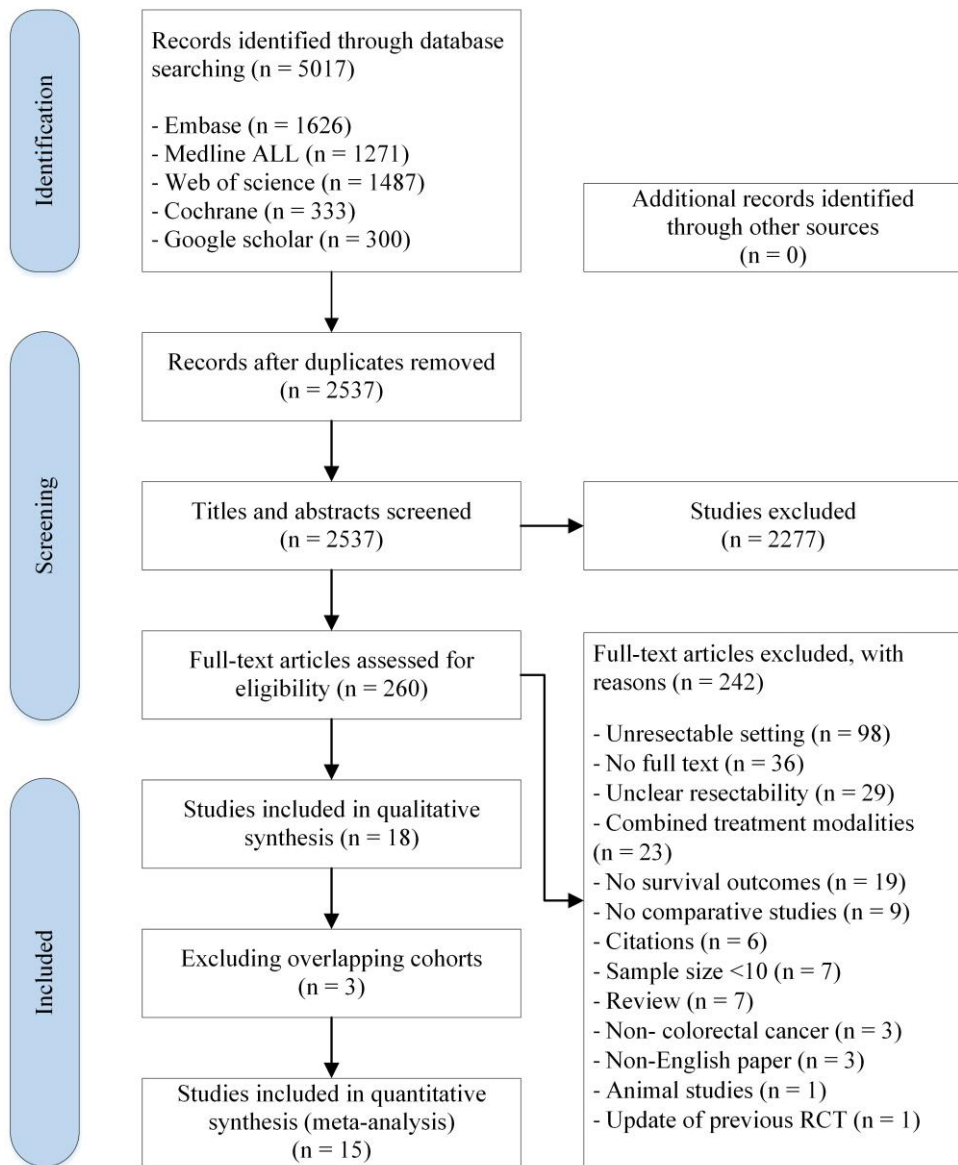 Identification
Records identified through database
searching (n = 5017)
- Embase (n = 1626)
- Medline ALL (n = 1271)
- Web of science (n = 1487)
- Cochrane (n = 333)
- Google scholar (n = 300)
Additional records identified
through other sources
(n = 0)
Screening
Records after duplicates removed
(n = 2537)
Titles and abstracts screened
(n = 2537)
Studies excluded
(n = 2277)
Full-text articles assessed for
eligibility (n = 260)
Full-text articles excluded, with
reasons (n = 242)
- Unresectable setting (n = 98)
- No full text (n = 36)
- Unclear resectability (n = 29)
- Combined treatment modalities
(n = 23)
- No survival outcomes (n = 19)
- No comparative studies (n = 9)
- Citations (n = 6)
- Sample size <10 (n = 7)
- Review (n = 7)
- Non- colorectal cancer (n = 3)
- Non-English paper (n = 3)
- Animal studies (n = 1)
- Update of previous RCT (n = 1)
Included
Studies included in qualitative
synthesis (n = 18)
Excluding overlapping cohorts
(n = 3)
Studies included in quantitative
synthesis (meta-analysis)
(n = 15)